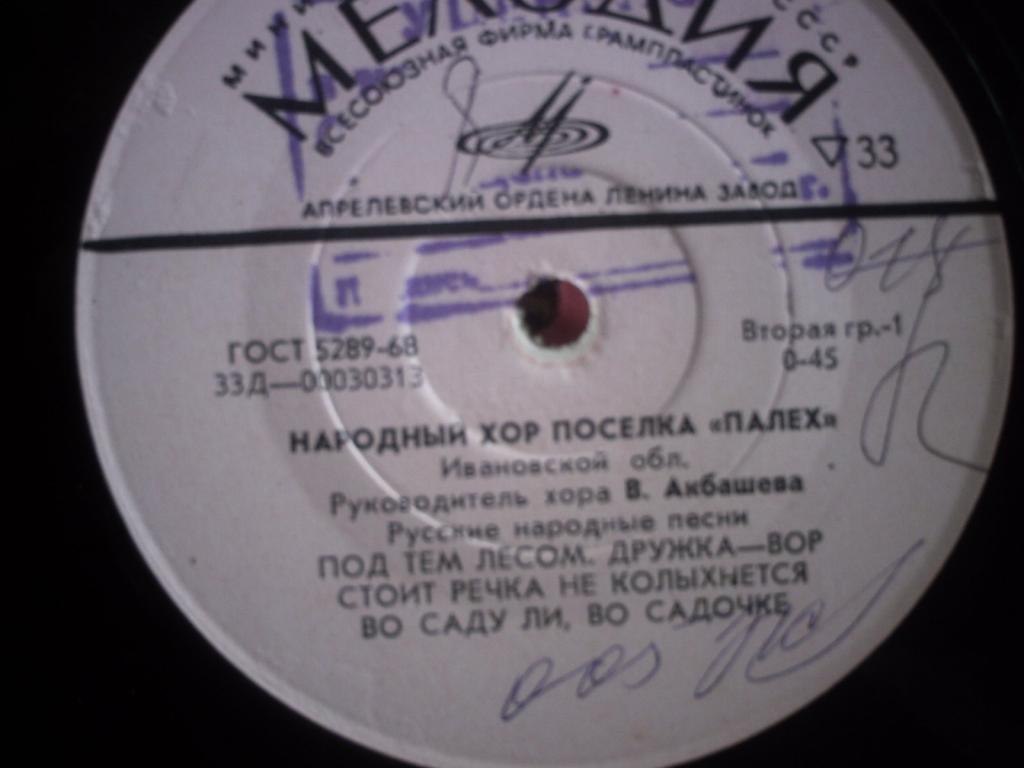 МЕЛОДИЯ
ВСЕСОЮЗНАЯ ФИРМА ГРАМПЛАСТИНОК
33
АПРЕЛЕВСКИЙ ОРДЕНА ЛЕНИНА ЗАВОД
ГОСТ 5289-68
33Д—00030313
Вторая гр.-1
0-45
НАРОДНЫЙ ХОР ПОСЕЛКА «ПАЛЕХ»
Ивановской обл.
Руководитель хора В. Акбашева
Русские народные песни
ПОД ТЕМ ЛЕСОМ. ДРУЖКА—ВОР
СТОИТ РЕЧКА НЕ КОЛЫХНЕТСЯ
ВО САДУ ЛИ, ВО САДОЧКЕ